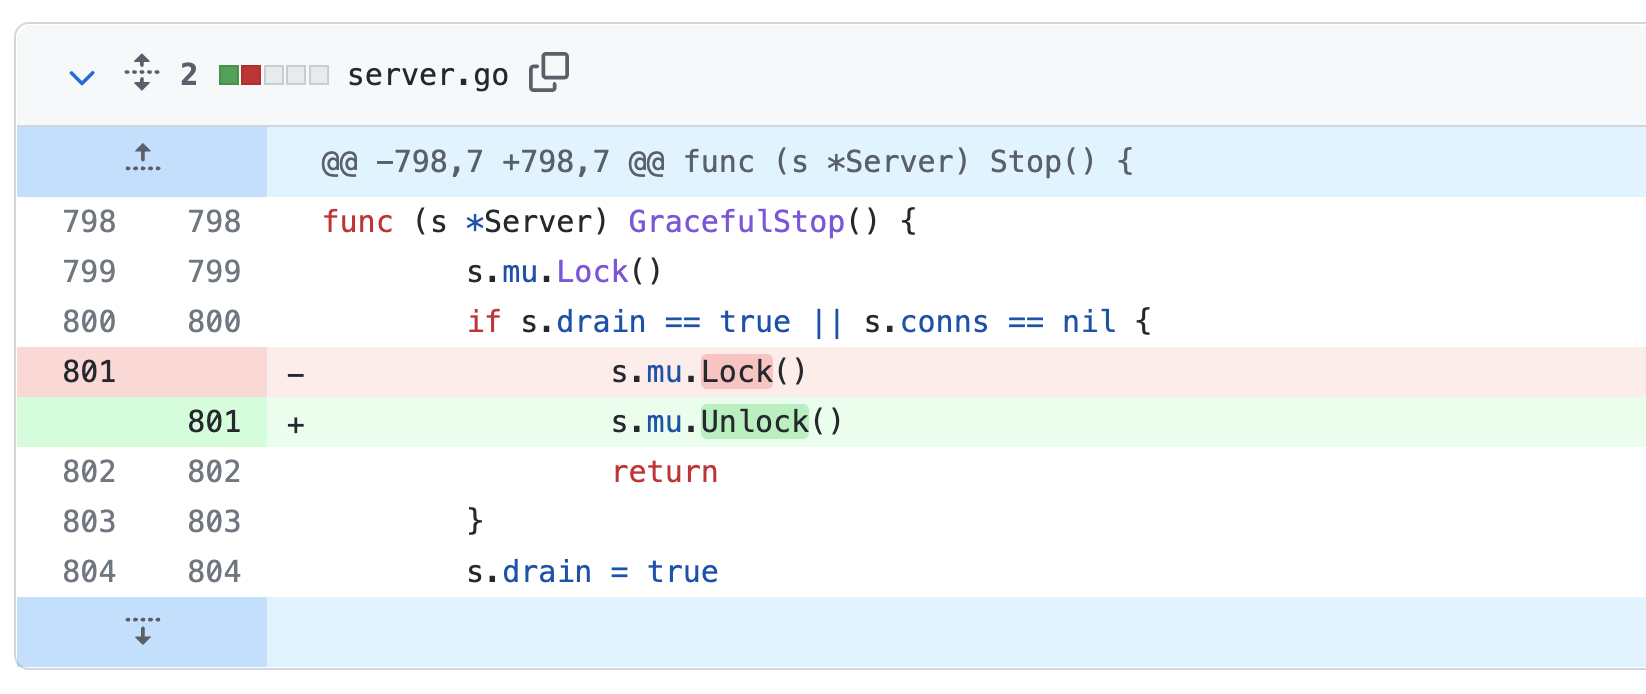 2 server.go
@@ -798,7 +798,7 @@ func (s *Server) Stop() {
798 798 func (s *Server) GracefulStop() {
799 799 s.mu.Lock()
800 800 if s.drain == true || s.conns == nil {
801 - s.mu.Lock()
801 + s.mu.Unlock()
802 802 return
803 803 }
804 804 s.drain = true